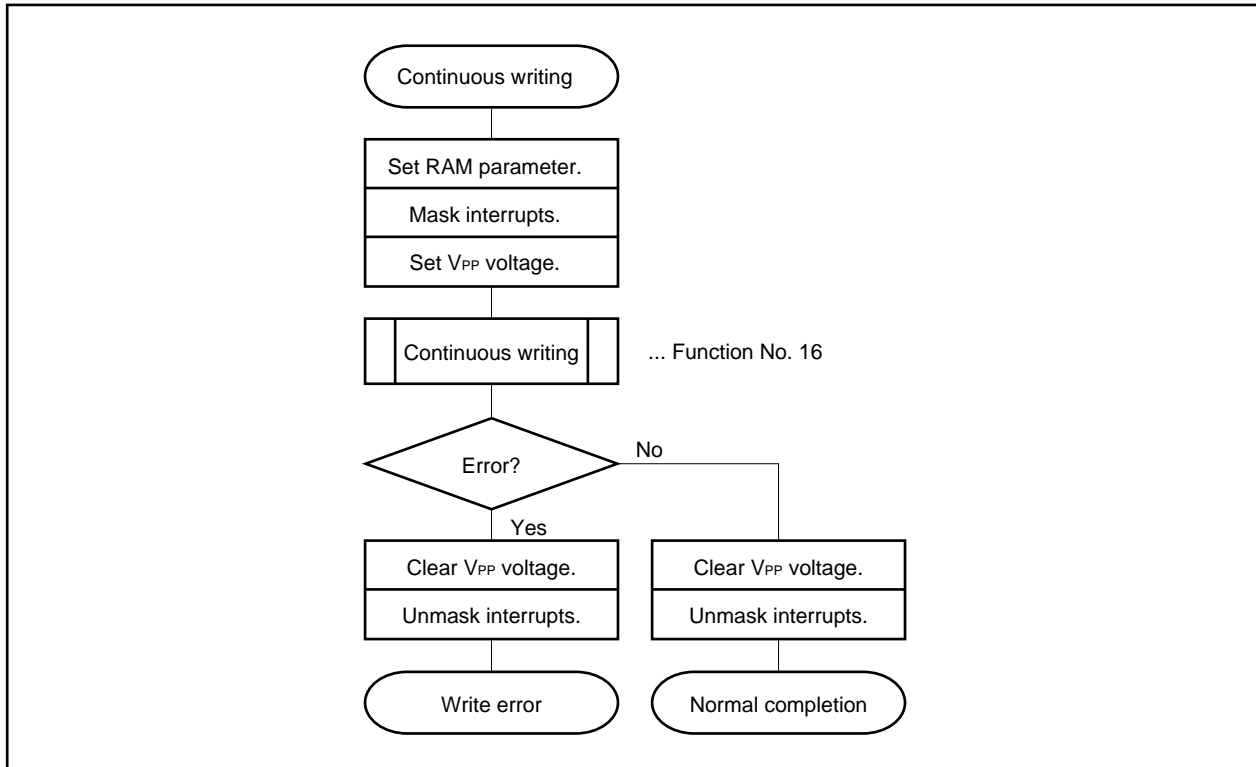 Continuous writing
Set RAM parameter.
Mask interrupts.
Set VPP voltage.
Continuous writing
... Function No. 16
Error?
No
Yes
Clear VPP voltage.
Unmask interrupts.
Write error
Clear VPP voltage.
Unmask interrupts.
Normal completion